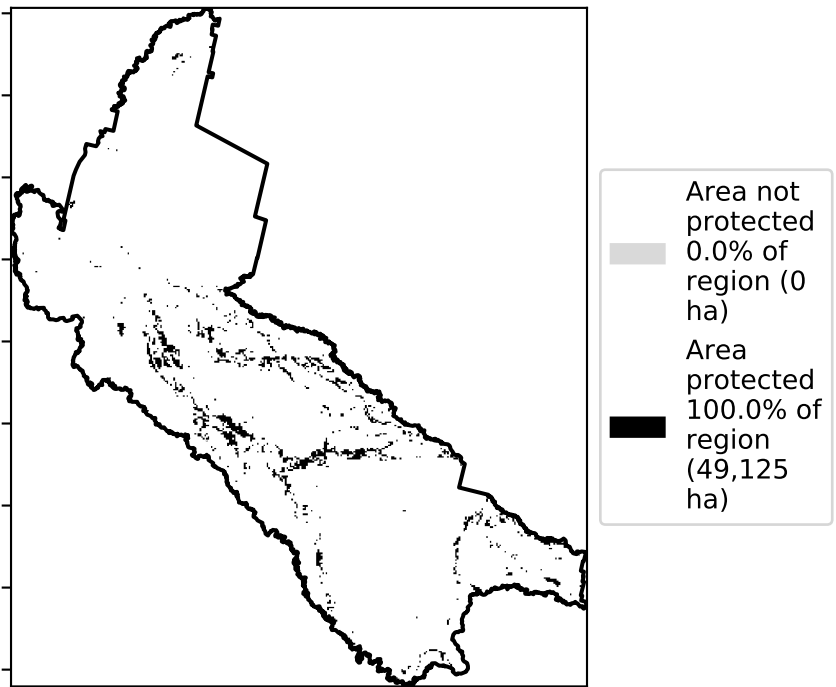 Area not
protected
0.0% of
region (0
ha)
Area
protected
100.0% of
region
(49,125
ha)